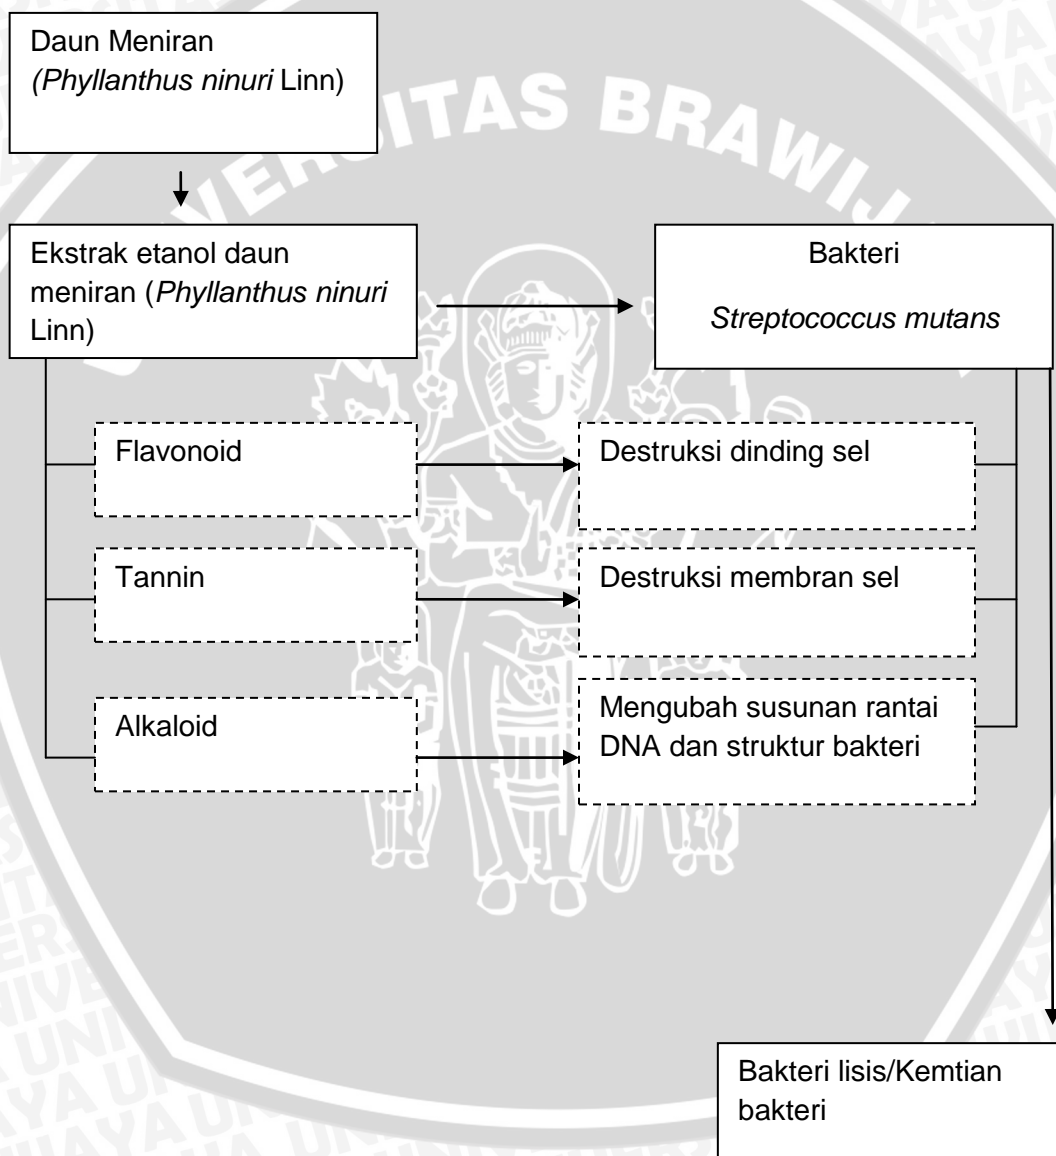 Daun Meniran
(Phyllanthus ninuri Linn)
Ekstrak etanol daun
meniran (Phyllanthus ninuri
Linn)
Bakteri
Streptococcus mutans
Flavonoid
Destruksi dinding sel
Tannin
Destruksi membran sel
Alkaloid
Mengubah susunan rantai
DNA dan struktur bakteri
Bakteri lisis/Kemtian
bakteri